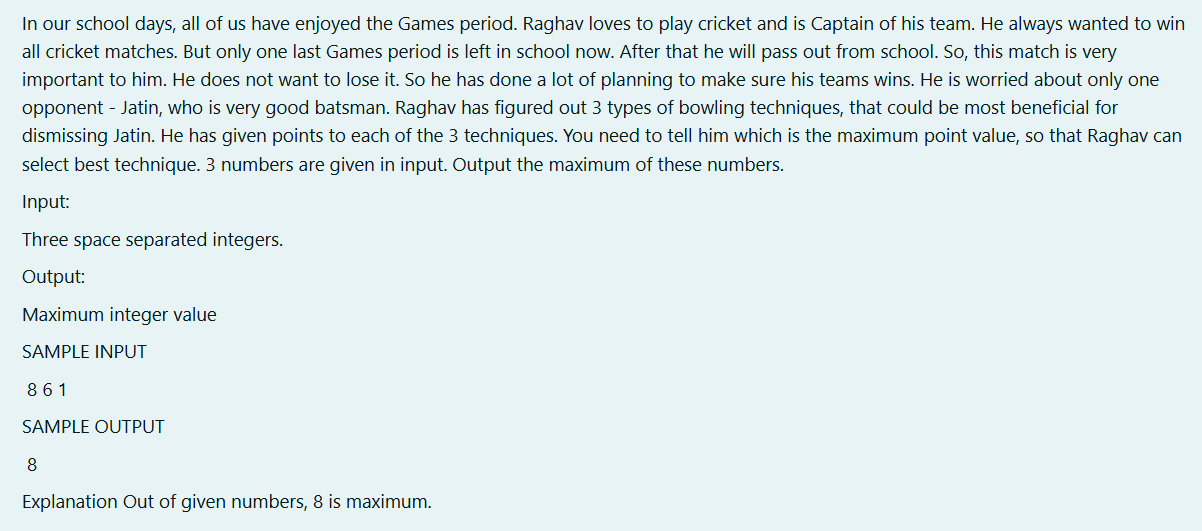 In our school days, all of us have enjoyed the Games period. Raghav loves to play cricket and is Captain of his team. He always wanted to win
all cricket matches. But only one last Games period is left in school now. After that he will pass out from school. So, this match is very
important to him. He does not want to lose it. So he has done a lot of planning to make sure his teams wins. He is worried about only one
opponent - Jatin, who is very good batsman. Raghav has figured out 3 types of bowling techniques, that could be most beneficial for
dismissing Jatin. He has given points to each of the 3 techniques. You need to tell him which is the maximum point value, so that Raghav can
select best technique. 3 numbers are given in input. Output the maximum of these numbers.
Input:
Three space separated integers.
Output:
Maximum integer value
SAMPLE INPUT
8 6 1
SAMPLE OUTPUT
8
Explanation Out of given numbers, 8 is maximum.